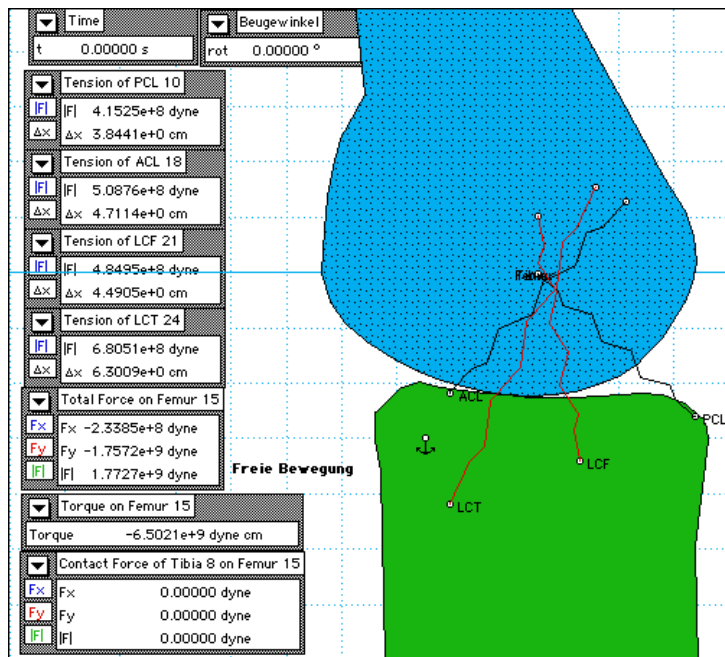 Time
t 0.00000 s
Beugewinkel
rot 0.00000 °
Tension of PCL 10
|F| |F| 4.1525e+8 dyne
Δx Δx 3.8441e+0 cm
Tension of ACL 18
|F| |F| 5.0876e+8 dyne
Δx Δx 4.7114e+0 cm
Tension of LCF 21
|F| |F| 4.8495e+8 dyne
Δx Δx 4.4905e+0 cm
Tension of LCT 24
|F| |F| 6.8051e+8 dyne
Δx Δx 6.3009e+0 cm
Total Force on Femur 15
Fx Fx -2.3385e+8 dyne
Fy Fy -1.7572e+9 dyne
|F| |F| 1.7727e+9 dyne
Torque on Femur 15
Torque -6.5021e+9 dyne cm
Contact Force of Tibia 8 on Femur 15
Fx Fx 0.00000 dyne
Fy Fy 0.00000 dyne
|F| |F| 0.00000 dyne
Freie Bewegung
ACL
PCL
LCF
LCT